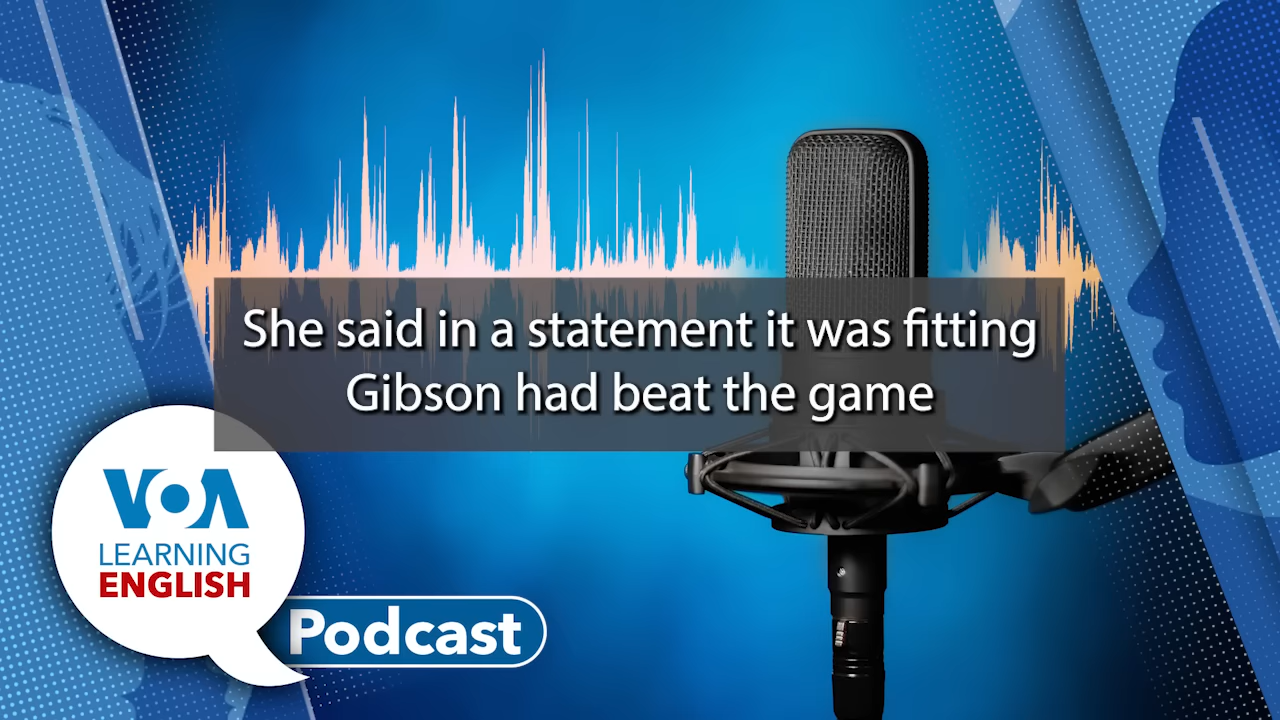 She said in a statement it was fitting
Gibson had beat the game
VOA
LEARNING
ENGLISH
Podcast